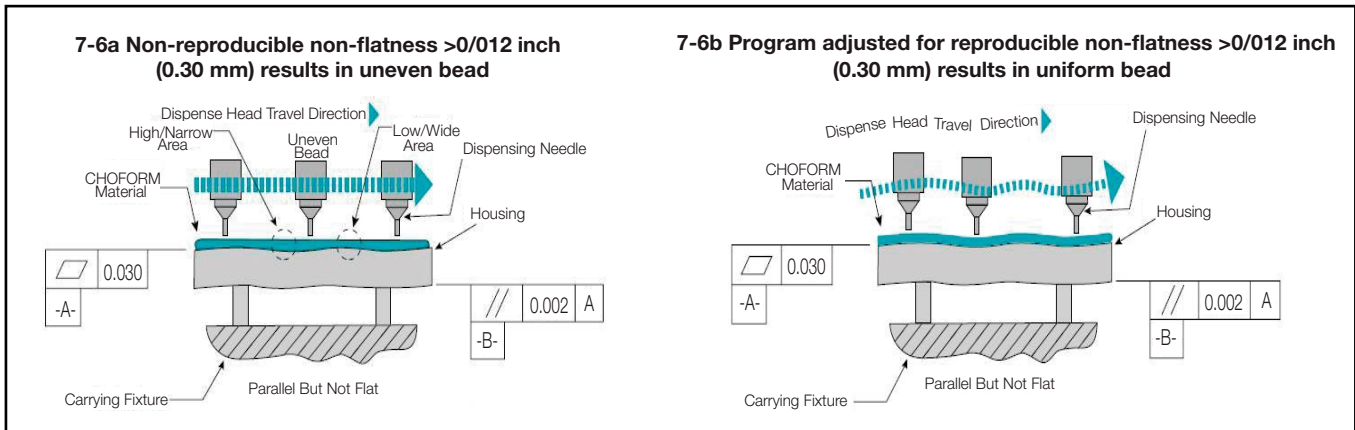 7-6a Non-reproducible non-flatness >0/012 inch
(0.30 mm) results in uneven bead
Dispense Head Travel Direction
High/Narrow
Area
Uneven
Bead
Low/Wide
Area
Dispensing Needle
CHOFORM
Material
Housing
0.030
-A-
// 0.002 A
-B-
Carrying Fixture
Parallel But Not Flat
7-6b Program adjusted for reproducible non-flatness >0/012 inch
(0.30 mm) results in uniform bead
Dispense Head Travel Direction
Dispensing Needle
CHOFORM
Material
Housing
0.030
-A-
// 0.002 A
-B-
Carrying Fixture
Parallel But Not Flat